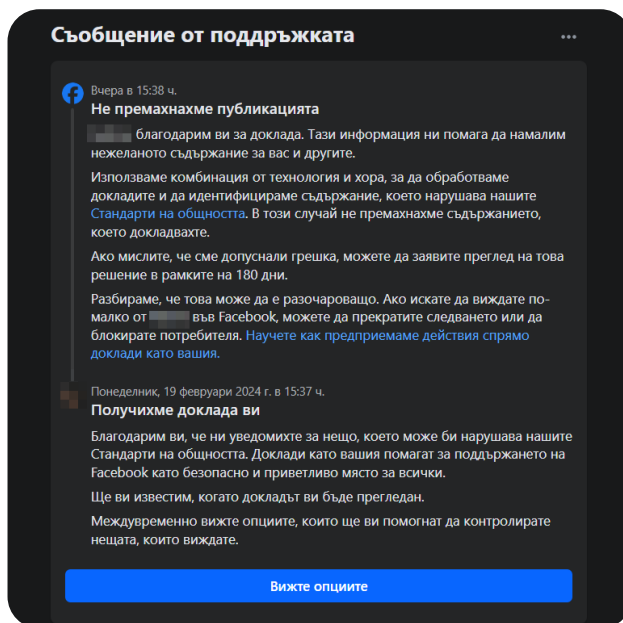 Съобщение от поддръжката
Вчера в 15:38 ч.
Не премахнахме публикацията
благодарим ви за доклада. Тази информация ни помага да намалим
нежеланото съдържание за вас и другите.
Използваме комбинация от технология и хора, за да обработваме
докладите и да идентифицираме съдържание, което нарушава нашите
Стандарти на общността. В този случай не премахнахме съдържанието,
което докладвахте.
Ако мислите, че сме допуснали грешка, можете да заявите преглед на това
решение в рамките на 180 дни.
Разбираме, че това може да е разочароващо. Ако искате да виждате по-
малко от във Facebook, можете да прекратите следването или да
блокирате потребителя. Научете как предприемаме действия спрямо
доклади като вашия.
Понеделник, 19 февруари 2024 г. в 15:37 ч.
Получихме доклада ви
Благодарим ви, че ни уведомихте за нещо, което може би нарушава нашите
Стандарти на общността. Доклади като вашия помагат за поддържането на
Facebook като безопасно и приветливо място за всички.
Ще ви известим, когато докладът ви бъде прегледан.
Междувременно вижте опциите, които ще ви помогнат да контролирате
нещата, които виждате.
Вижте опциите